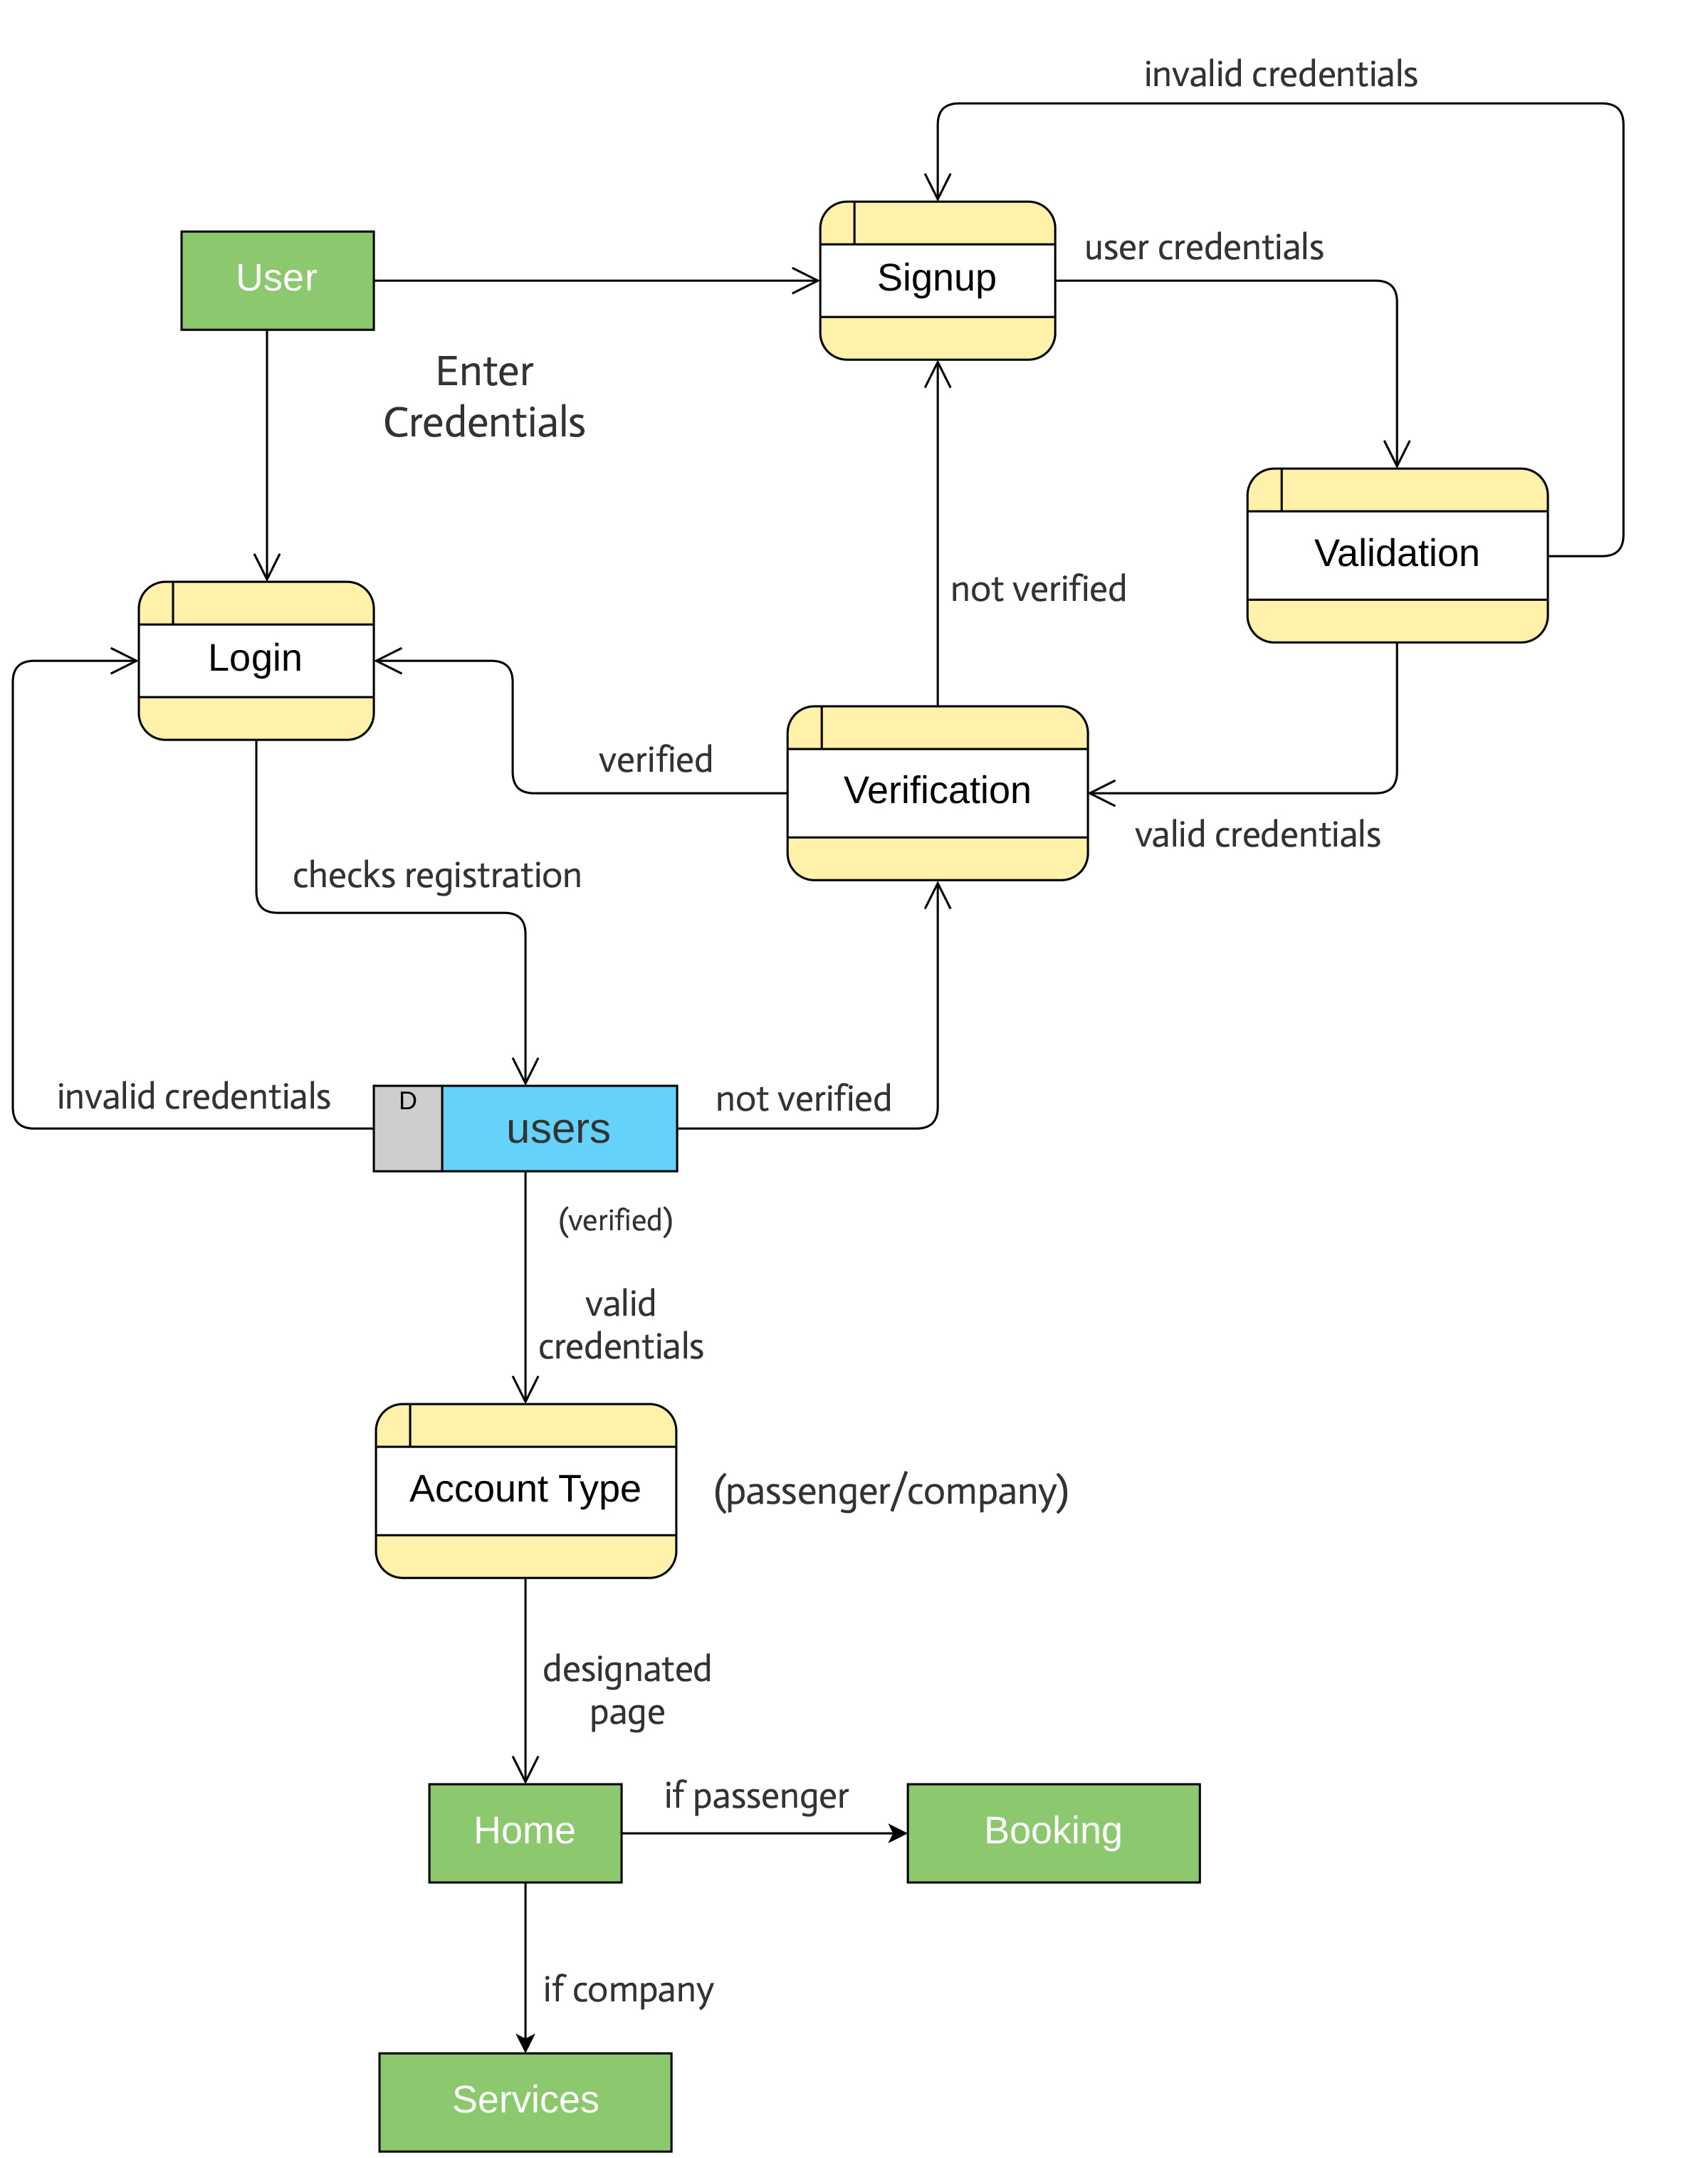 invalid credentials
User
Signup
user credentials
Enter
Credentials
Validation
not verified
Login
verified
Verification
valid credentials
checks registration
invalid credentials
D
users
not verified
(verified)
valid
credentials
Account Type
(passenger/company)
designated
page
if passenger
Home
Booking
if company
Services